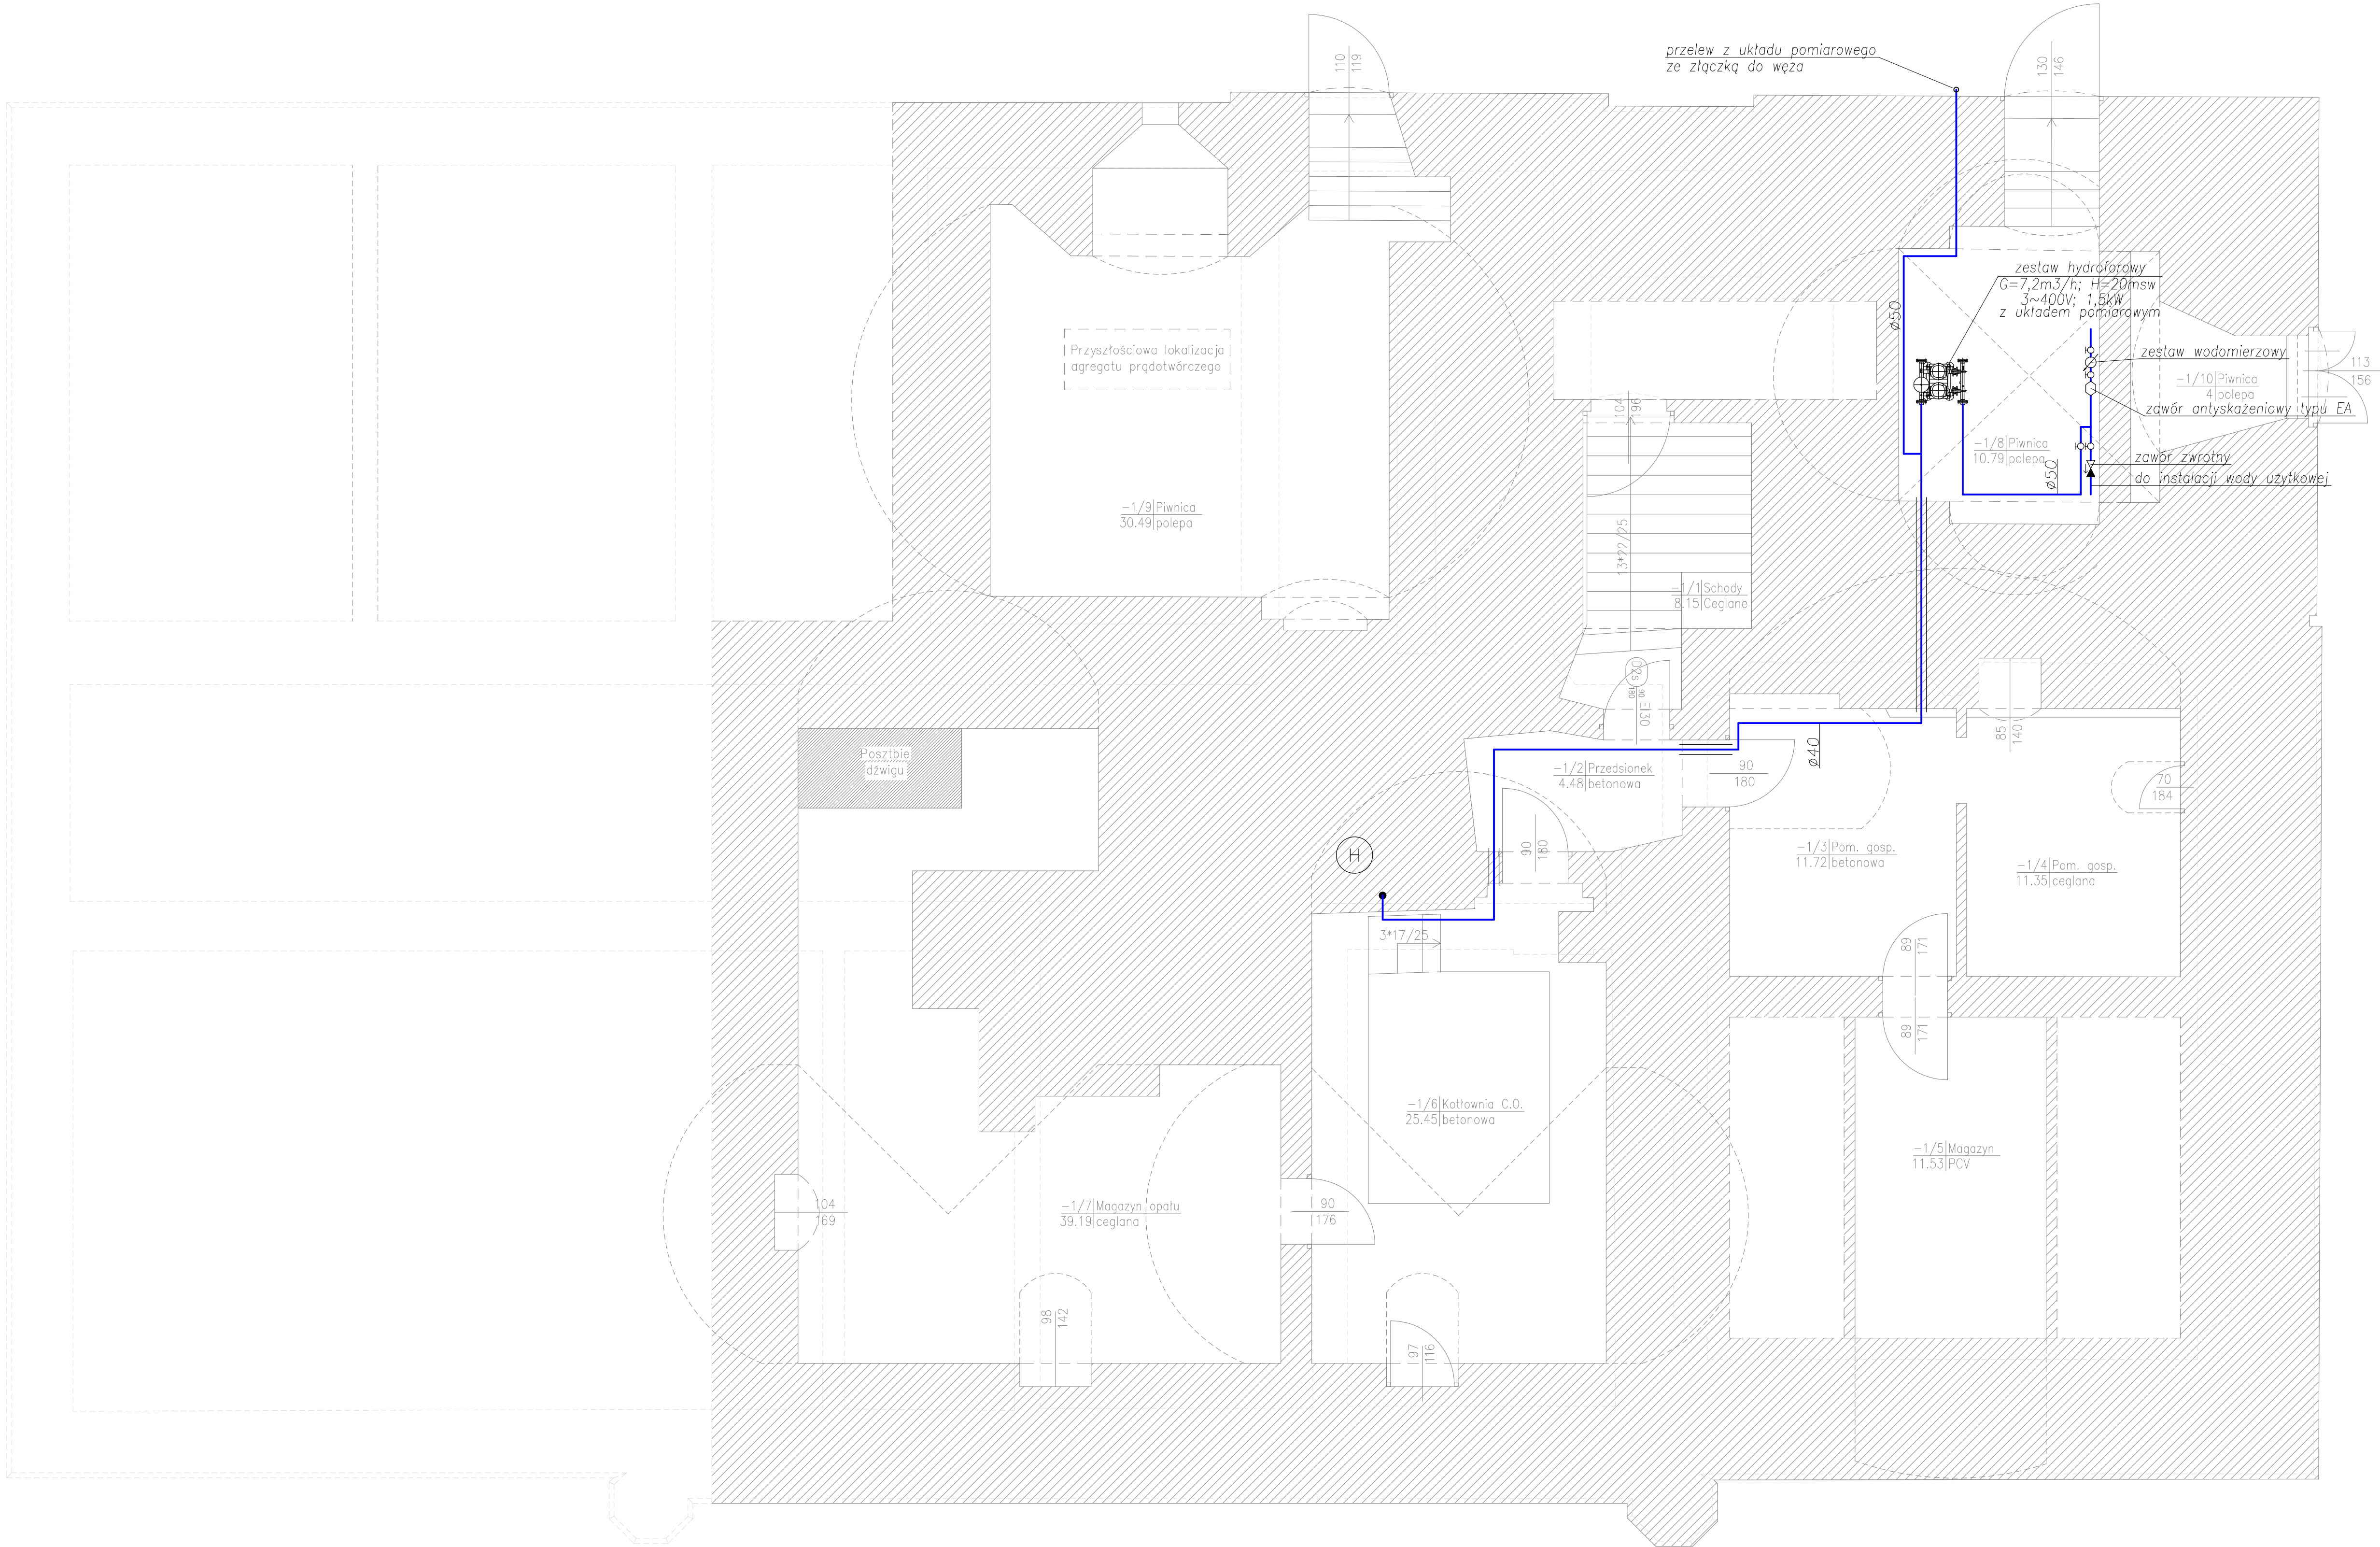 przelew z układu pomiarowego
ze złączką do węża
110
119
130
146
zestaw hydroforowy
G=7,2m3/h; H=20msw
3~400V; 1,5kW
z układem pomiarowym
ø50
zestaw wodomierzowy
113
156
-1/10 Piwnica
4 polepa
zawór antyskażeniowy typu EA
-1/8 Piwnica
10.79 polepa
ø50
zawór zwrotny
do instalacji wody użytkowej
Przyszłościowa lokalizacja
agregatu prądotwórczego
104
196
13*22/25
-1/9 Piwnica
30.49 polepa
-1/1 Schody
8.15 Ceglane
D2s
90
180
EI30
Posztbie
dźwigu
-1/2 Przedsionek
4.48 betonowa
90
180
ø40
85
140
70
184
90
180
H
-1/3 Pom. gosp.
11.72 betonowa
-1/4 Pom. gosp.
11.35 ceglana
3*17/25
89
171
89
171
-1/6 Kotłownia C.O.
25.45 betonowa
-1/5 Magazyn
11.53 PCV
104
169
-1/7 Magazyn opału
39.19 ceglana
90
176
98
142
97
116